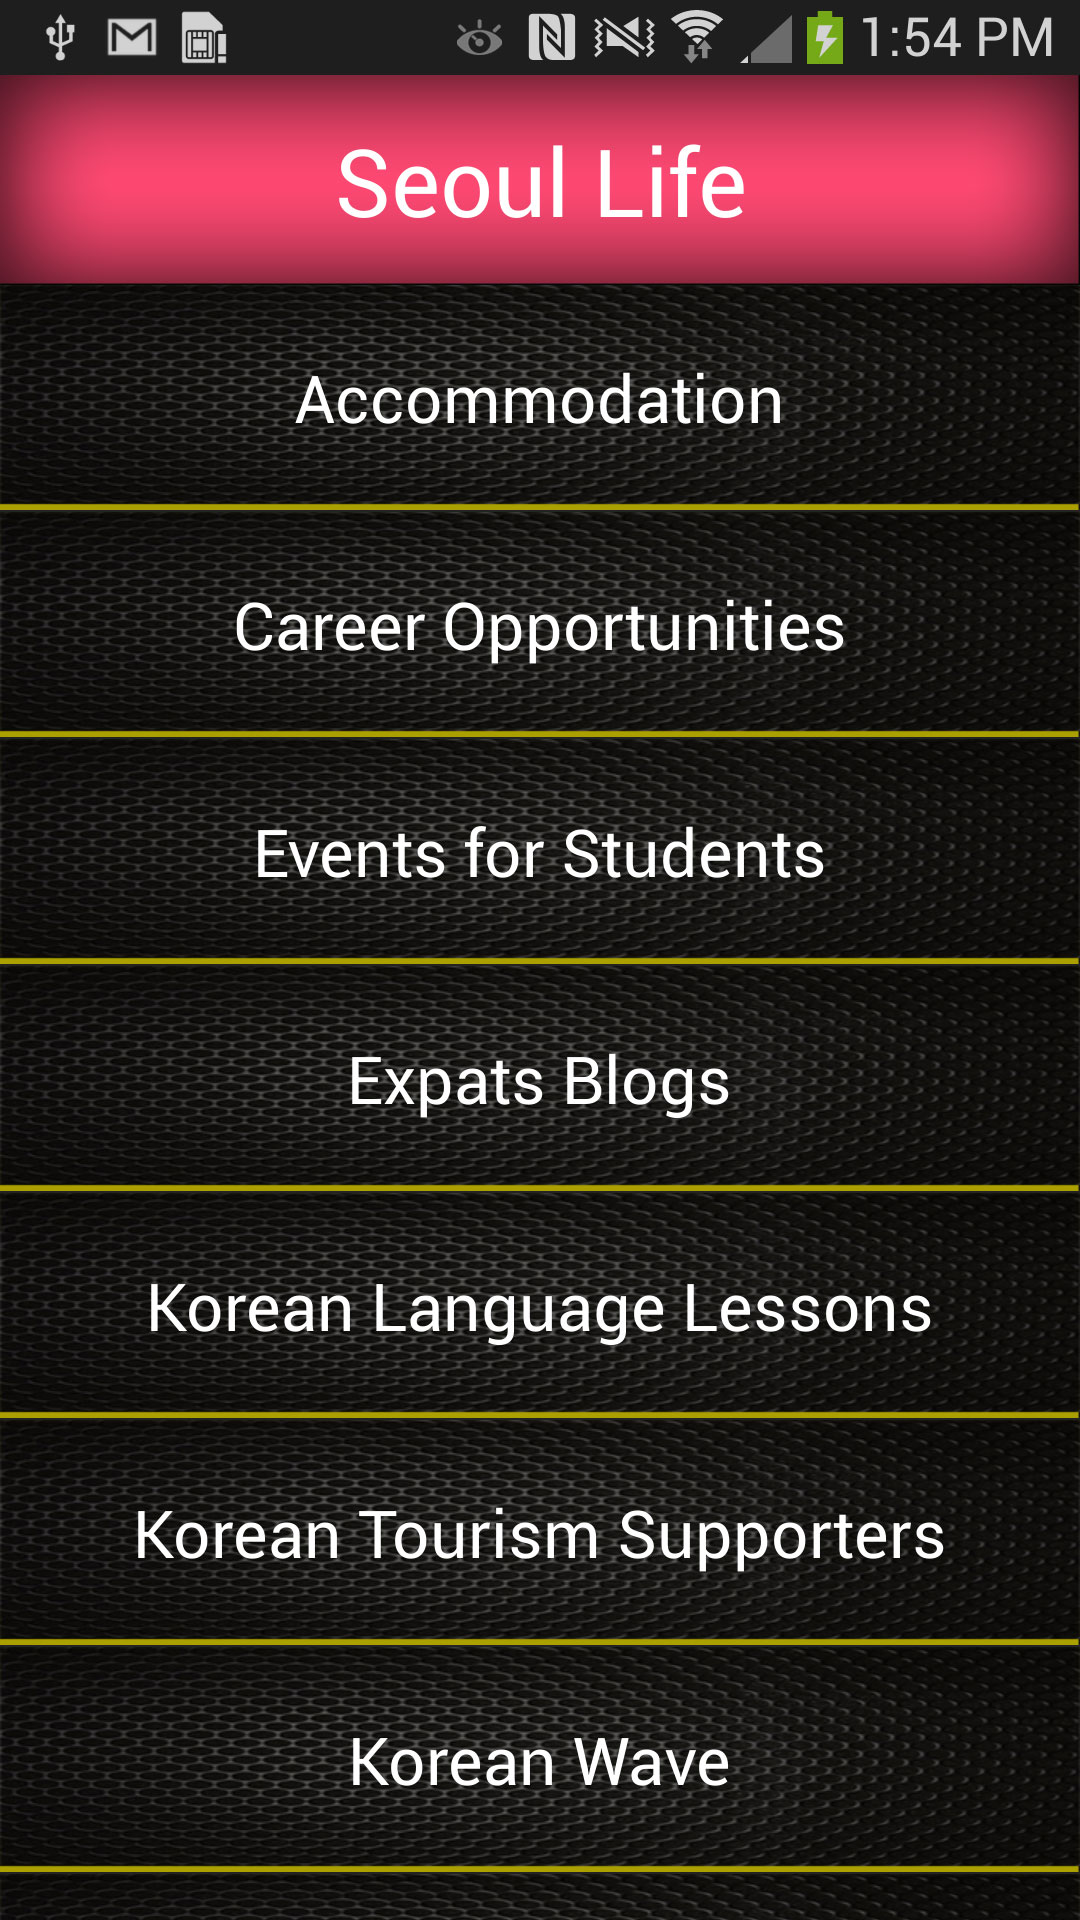 1:54 PM
Seoul Life
Accommodation
Career Opportunities
Events for Students
Expats Blogs
Korean Language Lessons
Korean Tourism Supporters
Korean Wave